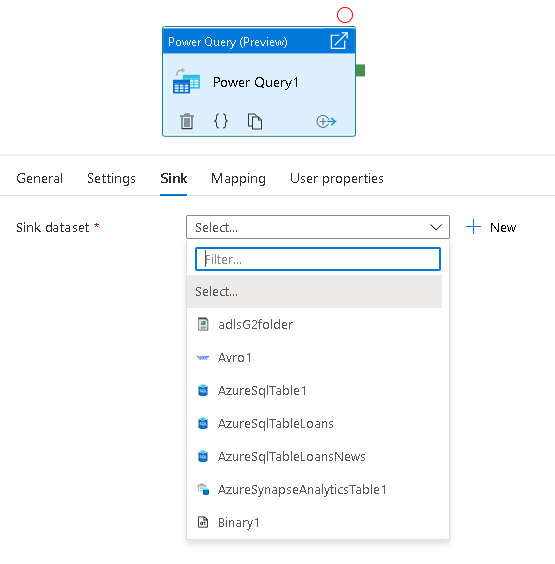 Power Query (Preview)
Power Query1
General Settings Sink Mapping User properties
Sink dataset * Select... New
Filter...
Select...
adlsG2folder
Avro1
AzureSqlTable1
AzureSqlTableLoans
AzureSqlTableLoansNews
AzureSynapseAnalyticsTable1
Binary1